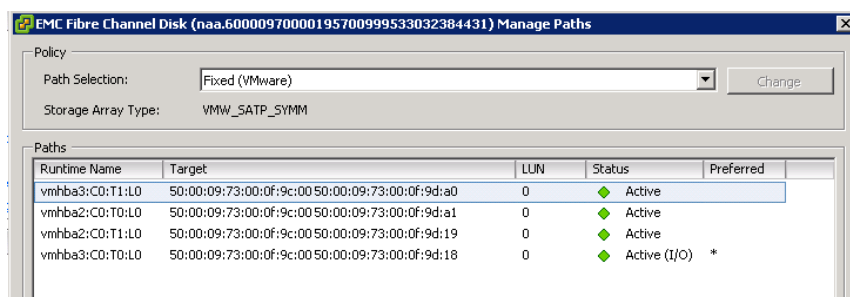 EMC Fibre Channel Disk (naa.60000970000195700999533032384431) Manage Paths
Policy
Path Selection: Fixed (VMware) Change
Storage Array Type: VMW_SATP_SYMM
Paths
Runtime Name Target LUN Status Preferred
vmhba3:C0:T1:L0 50:00:09:73:00:0f:9c:00 50:00:09:73:00:0f:9d:a0 0 Active
vmhba2:C0:T0:L0 50:00:09:73:00:0f:9c:00 50:00:09:73:00:0f:9d:a1 0 Active
vmhba2:C0:T1:L0 50:00:09:73:00:0f:9c:00 50:00:09:73:00:0f:9d:19 0 Active
vmhba3:C0:T0:L0 50:00:09:73:00:0f:9c:00 50:00:09:73:00:0f:9d:18 0 Active (I/O) *